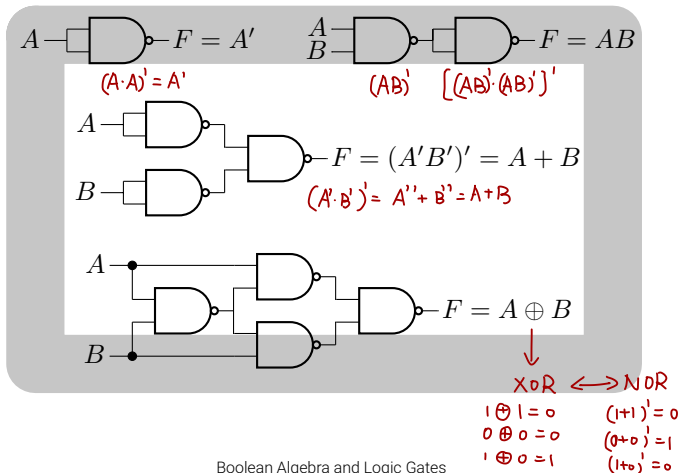 A F = A′ A B F = AB
(A·A)' = A' (AB)' [(AB)'·(AB)']'
A
F = (A′B′)′ = A + B
B
(A'·B')' = A'' + B'' = A+B
A
F = A ⊕ B
B
XOR ↔ NOR
1 ⊕ 1 = 0 (1+1)' = 0
0 ⊕ 0 = 0 (0+0)' = 1
1 ⊕ 0 = 1 (1+0)' = 0
Boolean Algebra and Logic Gates